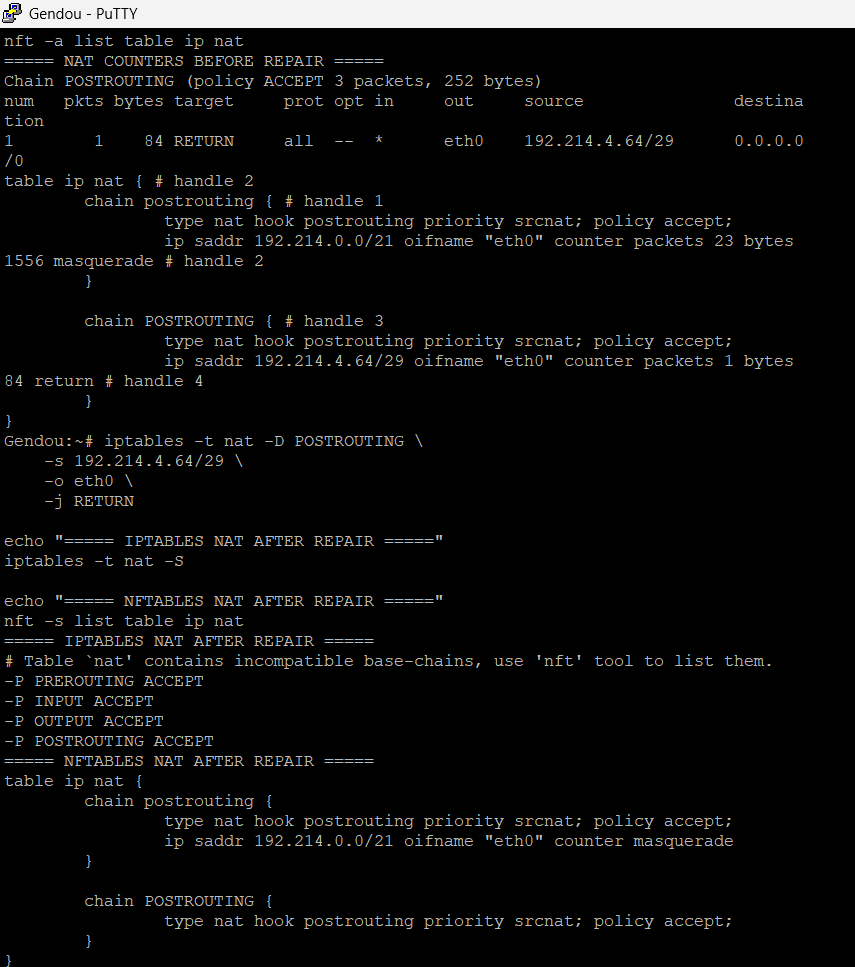 Gendou - PuTTY
nft -a list table ip nat
===== NAT COUNTERS BEFORE REPAIR =====
Chain POSTROUTING (policy ACCEPT 3 packets, 252 bytes)
num   pkts bytes target     prot opt in     out     source               destina
tion
1        1    84 RETURN     all  --  *      eth0    192.214.4.64/29      0.0.0.0
/0
table ip nat { # handle 2
        chain postrouting { # handle 1
                type nat hook postrouting priority srcnat; policy accept;
                ip saddr 192.214.0.0/21 oifname "eth0" counter packets 23 bytes
1556 masquerade # handle 2
        }

        chain POSTROUTING { # handle 3
                type nat hook postrouting priority srcnat; policy accept;
                ip saddr 192.214.4.64/29 oifname "eth0" counter packets 1 bytes
84 return # handle 4
        }
}
Gendou:~# iptables -t nat -D POSTROUTING \
    -s 192.214.4.64/29 \
    -o eth0 \
    -j RETURN

echo "===== IPTABLES NAT AFTER REPAIR ====="
iptables -t nat -S

echo "===== NFTABLES NAT AFTER REPAIR ====="
nft -s list table ip nat
===== IPTABLES NAT AFTER REPAIR =====
# Table `nat' contains incompatible base-chains, use 'nft' tool to list them.
-P PREROUTING ACCEPT
-P INPUT ACCEPT
-P OUTPUT ACCEPT
-P POSTROUTING ACCEPT
===== NFTABLES NAT AFTER REPAIR =====
table ip nat {
        chain postrouting {
                type nat hook postrouting priority srcnat; policy accept;
                ip saddr 192.214.0.0/21 oifname "eth0" counter masquerade
        }

        chain POSTROUTING {
                type nat hook postrouting priority srcnat; policy accept;
        }
}